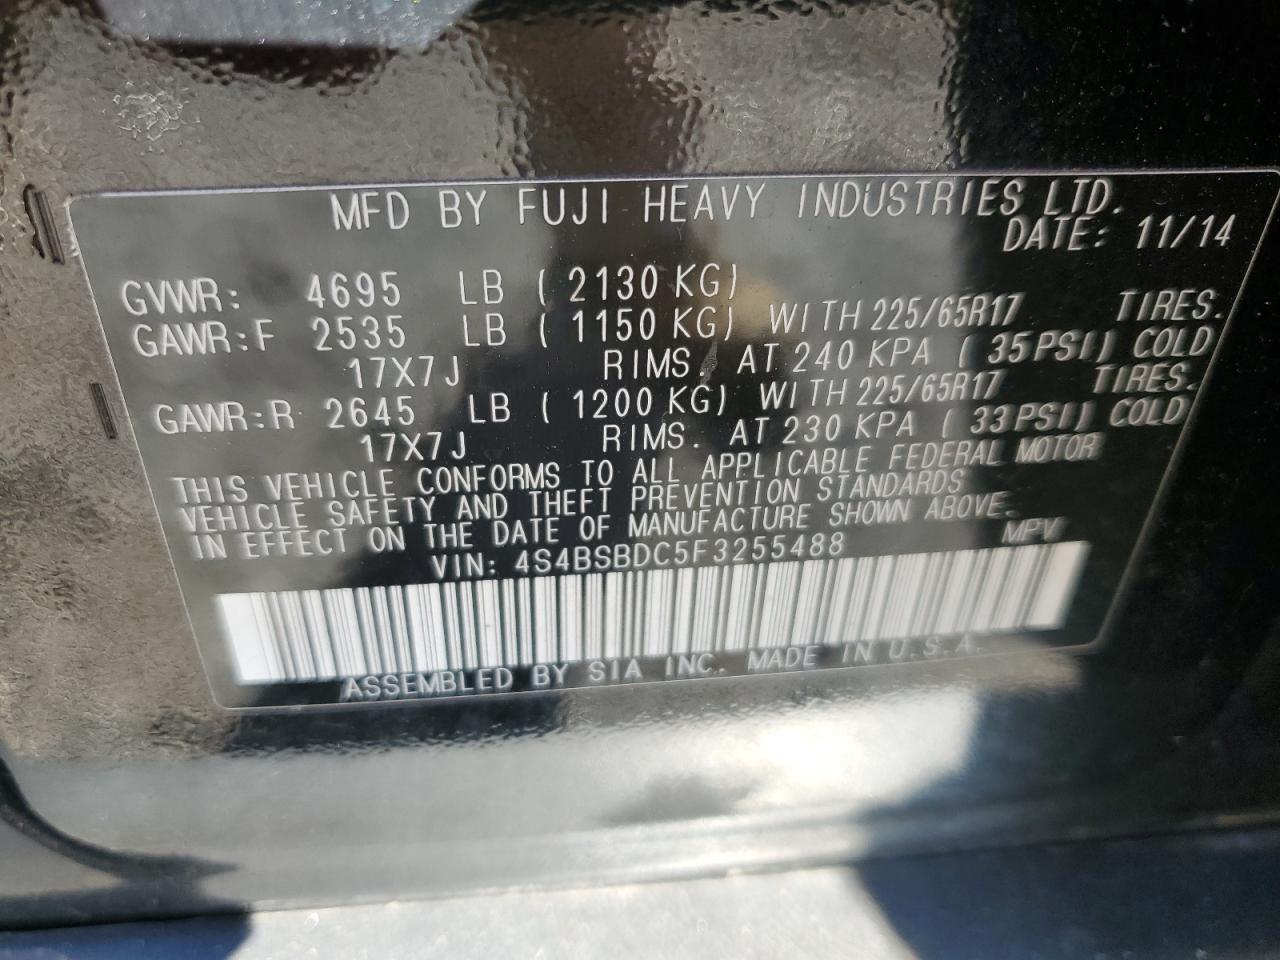 MFD BY FUJI HEAVY INDUSTRIES LTD.
DATE: 11/14
GVWR: 4695 LB ( 2130 KG)
GAWR:F 2535 LB ( 1150 KG) WITH 225/65R17 TIRES.
17X7J RIMS. AT 240 KPA ( 35 PSI) COLD
GAWR:R 2645 LB ( 1200 KG) WITH 225/65R17 TIRES.
17X7J RIMS. AT 230 KPA ( 33 PSI) COLD
THIS VEHICLE CONFORMS TO ALL APPLICABLE FEDERAL MOTOR
VEHICLE SAFETY AND THEFT PREVENTION STANDARDS
IN EFFECT ON THE DATE OF MANUFACTURE SHOWN ABOVE.
VIN: 4S4BSBDC5F3255488 MPV
ASSEMBLED BY SIA INC. MADE IN U.S.A.